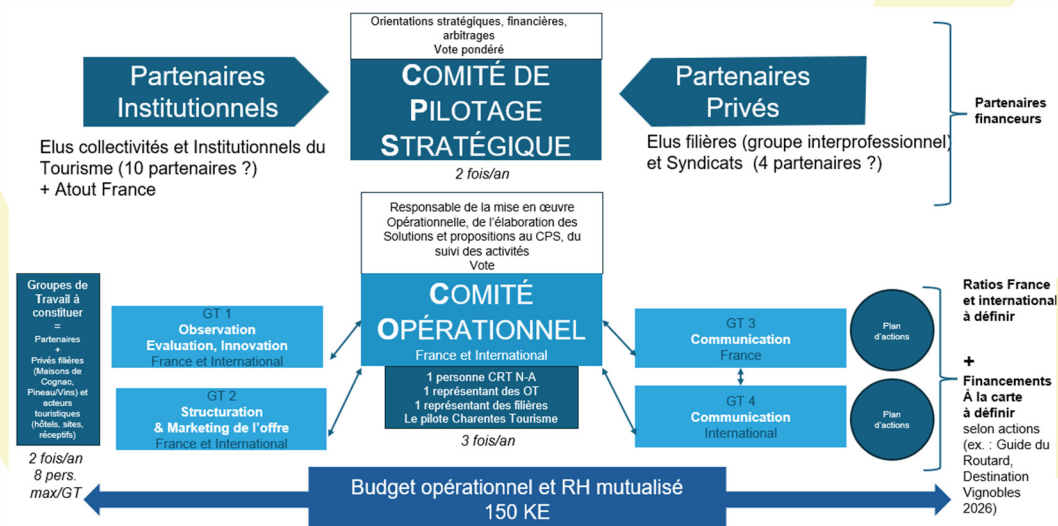 Orientations stratégiques, financières,
arbitrages
Vote pondéré
Partenaires
Institutionnels
COMITÉ DE
PILOTAGE
STRATÉGIQUE
Partenaires
Privés
Partenaires
financeurs
Elus collectivités et Institutionnels du
Tourisme (10 partenaires ?)
+ Atout France
2 fois/an
Elus filières (groupe interprofessionnel)
et Syndicats (4 partenaires ?)
Responsable de la mise en œuvre
Opérationnelle, de l'élaboration des
Solutions et propositions au CPS, du
suivi des activités
Vote
Groupes de
Travail à
constituer
=
Partenaires
+
Privés filières
(Maisons de
Cognac,
Pineau/Vins) et
acteurs
touristiques
(hôtels, sites,
réceptifs)
2 fois/an
8 pers.
max/GT
GT 1
Observation
Evaluation, Innovation
France et International
GT 2
Structuration
& Marketing de l'offre
France et International
COMITÉ
OPÉRATIONNEL
France et International
1 personne CRT N-A
1 représentant des OT
1 représentant des filières
Le pilote Charentes Tourisme
3 fois/an
GT 3
Communication
France
GT 4
Communication
International
Plan
d'actions
Plan
d'actions
Ratios France
et international
à définir
+
Financements
À la carte
à définir
selon actions
(ex. : Guide du
Routard,
Destination
Vignobles
2026)
Budget opérationnel et RH mutualisé
150 KE